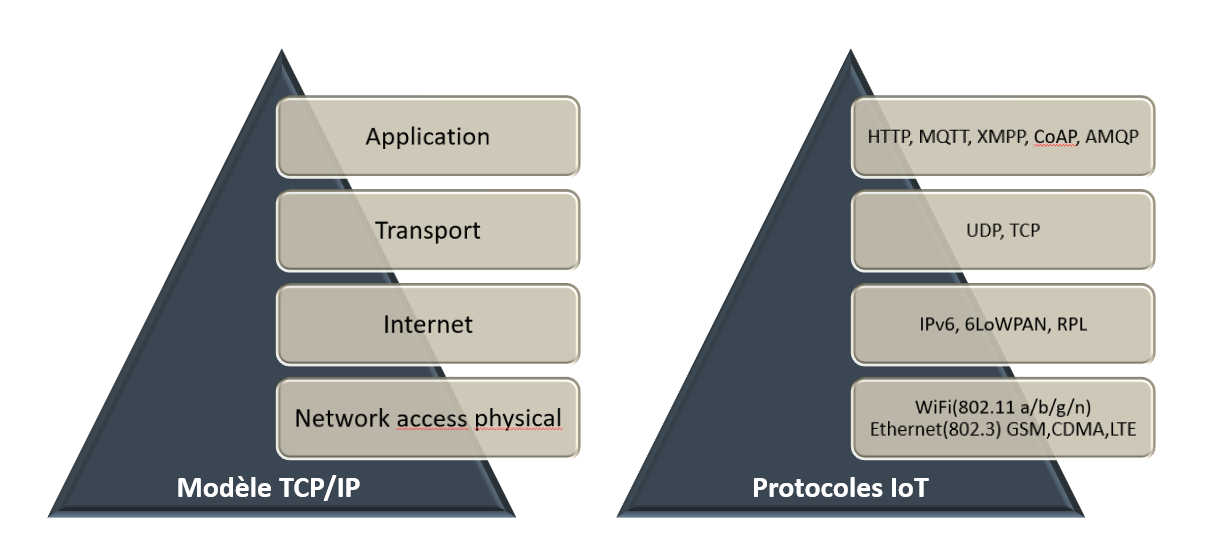 Application
Transport
Internet
Network access physical
Modèle TCP/IP
HTTP, MQTT, XMPP, CoAP, AMQP
UDP, TCP
IPv6, 6LoWPAN, RPL
WiFi(802.11 a/b/g/n)
Ethernet(802.3) GSM,CDMA,LTE
Protocoles IoT